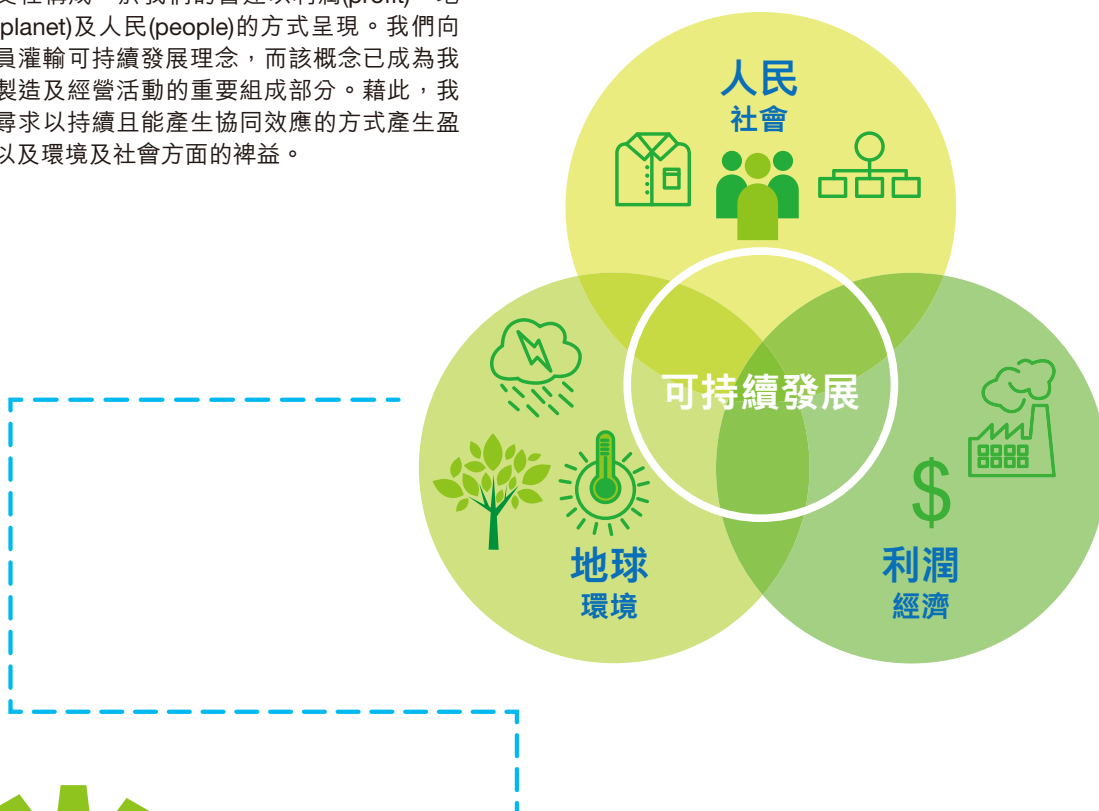 (planet)及人民(people)的方式呈現。我們向
員灌輸可持續發展理念，而該概念已成為我
製造及經營活動的重要組成部分。藉此，我
尋求以持續且能產生協同效應的方式產生盈
以及環境及社會方面的裨益。
人民
社會
可持續發展
$
地球
環境
利潤
經濟